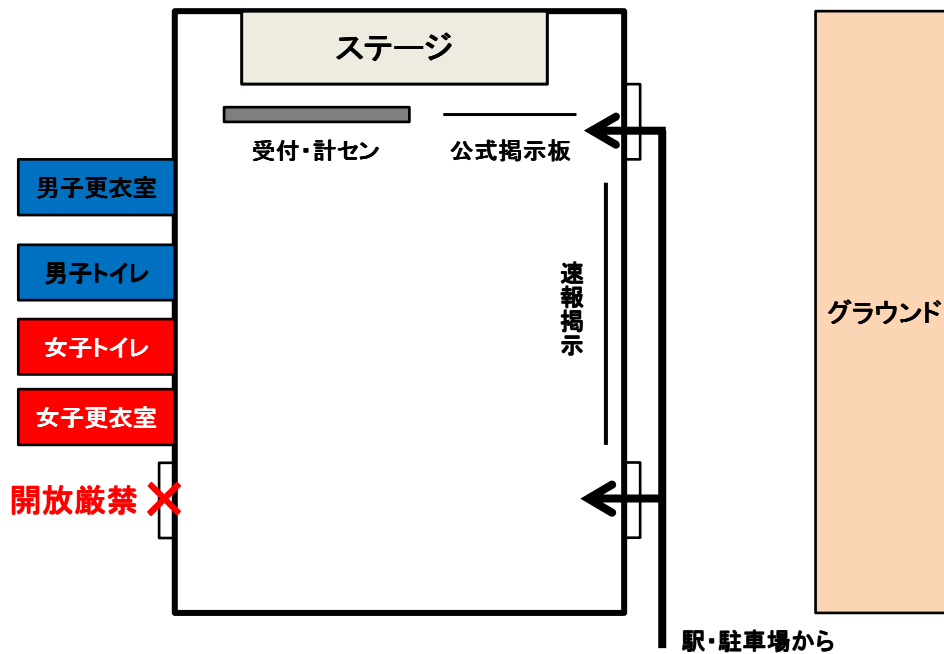 ステージ
受付・計セン
公式掲示板
男子更衣室
男子トイレ
女子トイレ
女子更衣室
開放厳禁
速報掲示
グラウンド
駅・駐車場から